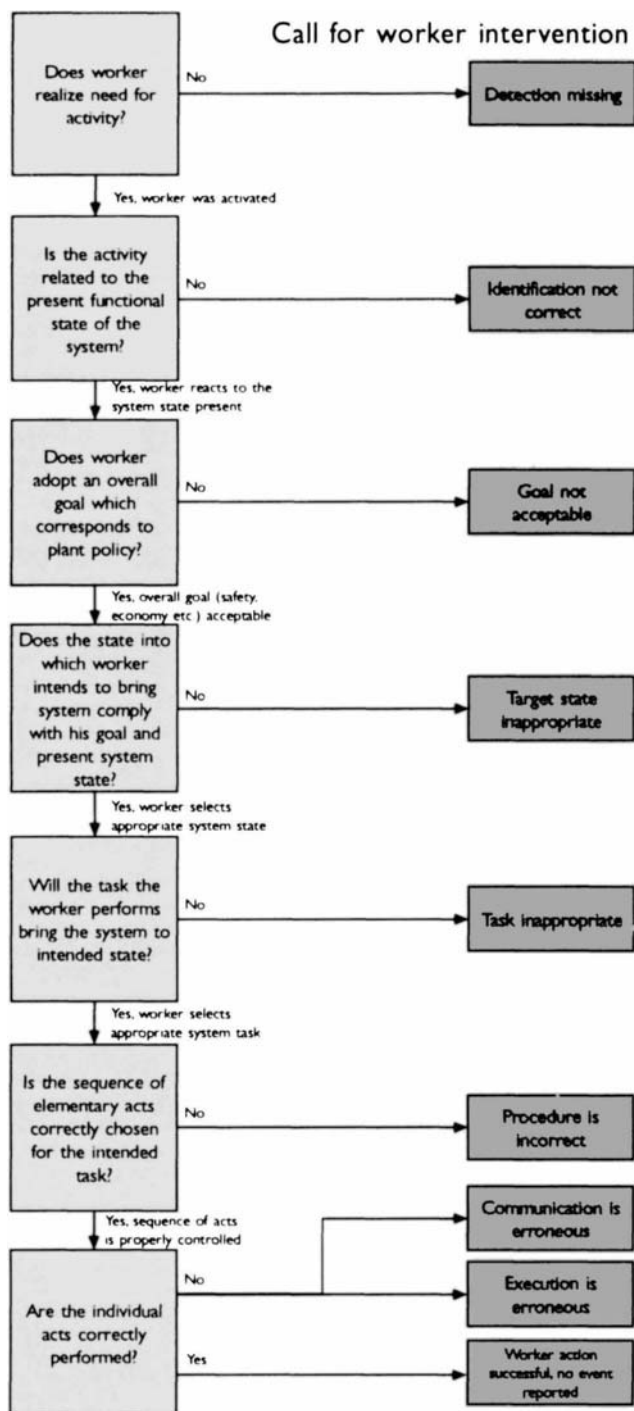 Call for worker intervention
Does worker
realize need for
activity?
No
Detection missing
Yes, worker was activated
Is the activity
related to the
present functional
state of the
system?
No
Identification not
correct
Yes, worker reacts to the
system state present
Does worker
adopt an overall
goal which
corresponds to
plant policy?
No
Goal not
acceptable
Yes, overall goal (safety,
economy etc.) acceptable
Does the state into
which worker
intends to bring
system comply
with his goal and
present system
state?
No
Target state
inappropriate
Yes, worker selects
appropriate system state
Will the task the
worker performs
bring the system to
intended state?
No
Task inappropriate
Yes, worker selects
appropriate system task
Is the sequence of
elementary acts
correctly chosen
for the intended
task?
No
Procedure is
incorrect
Yes, sequence of acts
is properly controlled
Communication is
erroneous
Are the individual
acts correctly
performed?
No
Execution is
erroneous
Yes
Worker action
successful, no event
reported